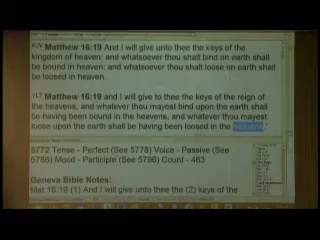 KJV Matthew 16:19 And I will give unto thee the keys of the
kingdom of heaven: and whatsoever thou shalt bind on earth shall
be bound in heaven: and whatsoever thou shalt loose on earth shall
be loosed in heaven.
YLT Matthew 16:19 and I will give to thee the keys of the reign of
the heavens, and whatever thou mayest bind upon the earth shall
be having been bound in the heavens, and whatever thou mayest
loose upon the earth shall be having been loosed in the heavens.'
5772 Tense - Perfect (See 5778) Voice - Passive (See
5786) Mood - Participle (See 5796) Count - 463
Geneva Bible Notes:
Mat 16:19 (1) And I will give unto thee the (2) keys of the